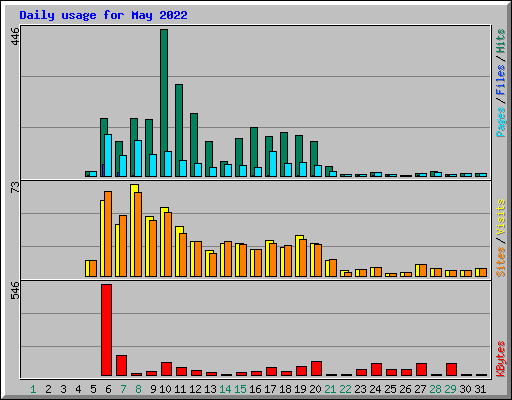 Daily usage for May 2022
446
73
546
Pages / Files / Hits
Sites / Visits
KBytes
1 2 3 4 5 6 7 8 9 10 11 12 13 14 15 16 17 18 19 20 21 22 23 24 25 26 27 28 29 30 31